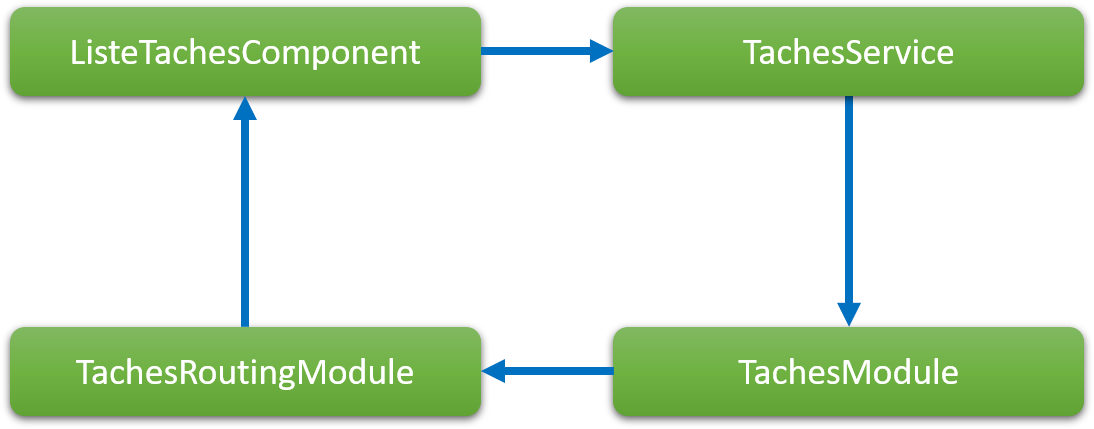 ListeTachesComponent
TachesService
TachesRoutingModule
TachesModule